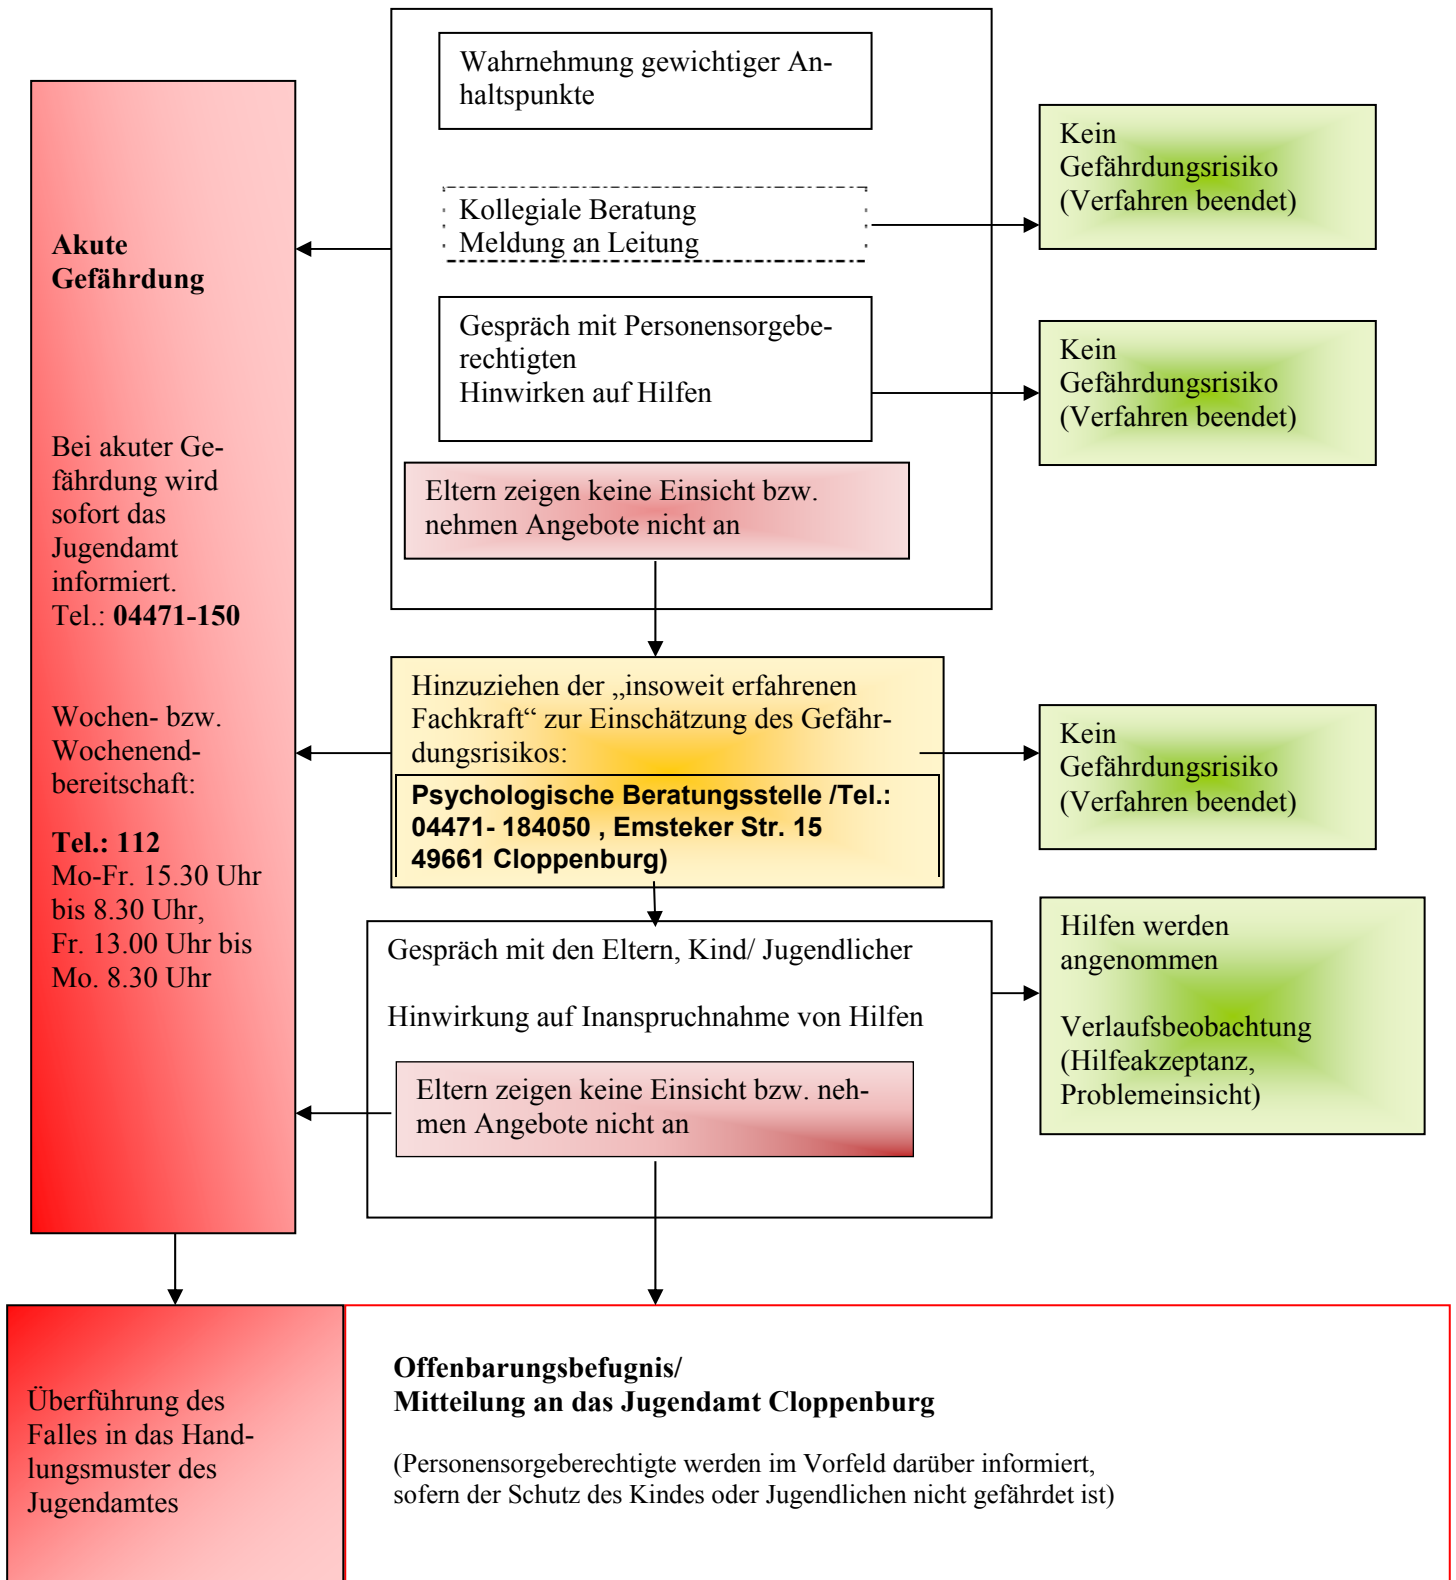 Wahrnehmung gewichtiger An-
haltspunkte
Kollegiale Beratung
Meldung an Leitung
Kein
Gefährdungsrisiko
(Verfahren beendet)
Gespräch mit Personensorgebe-
rechtigten
Hinwirken auf Hilfen
Kein
Gefährdungsrisiko
(Verfahren beendet)
Eltern zeigen keine Einsicht bzw.
nehmen Angebote nicht an
Akute
Gefährdung
Bei akuter Ge-
fährdung wird
sofort das
Jugendamt
informiert.
Tel.: 04471-150
Wochen- bzw.
Wochenend-
bereitschaft:
Tel.: 112
Mo-Fr. 15.30 Uhr
bis 8.30 Uhr,
Fr. 13.00 Uhr bis
Mo. 8.30 Uhr
Hinzuziehen der „insoweit erfahrenen
Fachkraft“ zur Einschätzung des Gefähr-
dungsrisikos:
Psychologische Beratungsstelle /Tel.:
04471- 184050 , Emsteker Str. 15
49661 Cloppenburg)
Kein
Gefährdungsrisiko
(Verfahren beendet)
Gespräch mit den Eltern, Kind/ Jugendlicher
Hinwirkung auf Inanspruchnahme von Hilfen
Eltern zeigen keine Einsicht bzw. neh-
men Angebote nicht an
Hilfen werden
angenommen
Verlaufsbeobachtung
(Hilfeakzeptanz,
Problemeinsicht)
Überführung des
Falles in das Hand-
lungsmuster des
Jugendamtes
Offenbarungsbefugnis/
Mitteilung an das Jugendamt Cloppenburg
(Personensorgeberechtigte werden im Vorfeld darüber informiert,
sofern der Schutz des Kindes oder Jugendlichen nicht gefährdet ist)